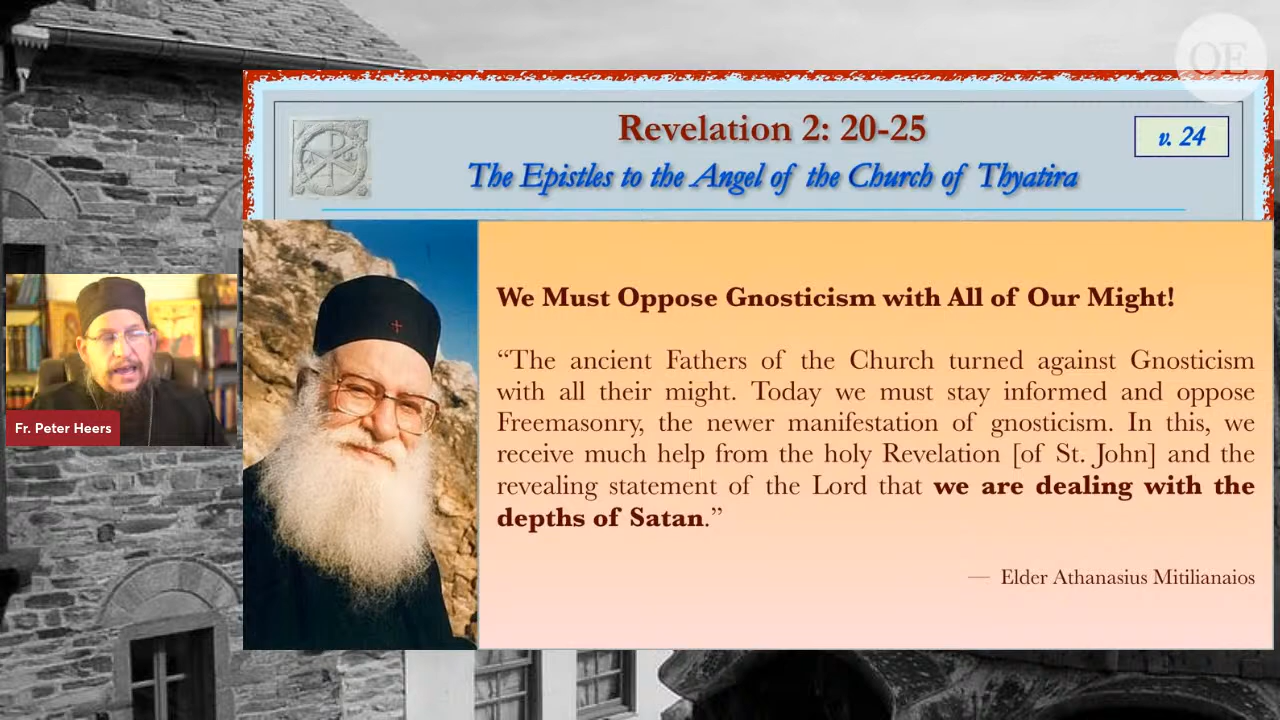 OE
Revelation 2: 20-25
v. 24
The Epistles to the Angel of the Church of Thyatira
We Must Oppose Gnosticism with All of Our Might!
“The ancient Fathers of the Church turned against Gnosticism
with all their might. Today we must stay informed and oppose
Freemasonry, the newer manifestation of gnosticism. In this, we
receive much help from the holy Revelation [of St. John] and the
revealing statement of the Lord that we are dealing with the
depths of Satan.”
— Elder Athanasius Mitilianaios
Fr. Peter Heers